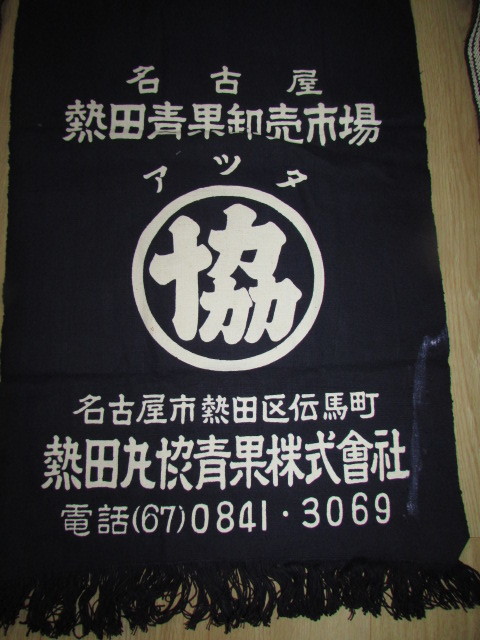 名古屋
熱田青果卸売市場
アツタ
協
名古屋市熱田区伝馬町
熱田丸協青果株式會社
電話(67)0841・3069